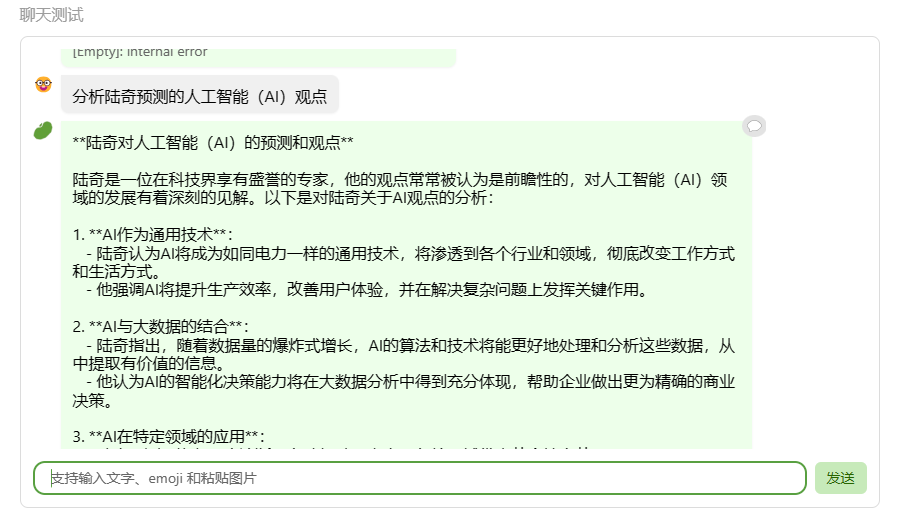 聊天测试
[Empty]: internal error
分析陆奇预测的人工智能（AI）观点
**陆奇对人工智能（AI）的预测和观点**
陆奇是一位在科技界享有盛誉的专家，他的观点常常被认为是前瞻性的，对人工智能（AI）领
域的发展有着深刻的见解。以下是对陆奇关于AI观点的分析：
1. **AI作为通用技术**：
- 陆奇认为AI将成为如同电力一样的通用技术，将渗透到各个行业和领域，彻底改变工作方式
和生活方式。
- 他强调AI将提升生产效率，改善用户体验，并在解决复杂问题上发挥关键作用。
2. **AI与大数据的结合**：
- 陆奇指出，随着数据量的爆炸式增长，AI的算法和技术将能更好地处理和分析这些数据，从
中提取有价值的信息。
- 他认为AI的智能化决策能力将在大数据分析中得到充分体现，帮助企业做出更为精确的商业
决策。
3. **AI在特定领域的应用**：
支持输入文字、emoji 和粘贴图片
发送